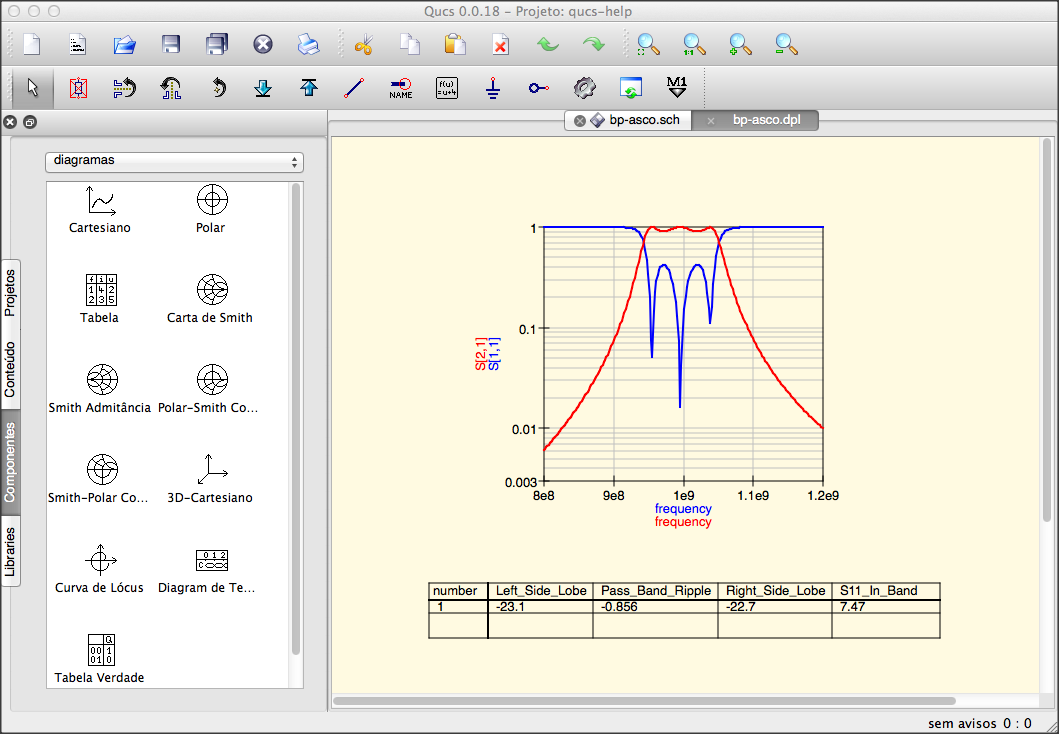 Qucs 0.0.18 - Projeto: qucs-help
1:1
NAME
f(u)
=u+4
M1
bp-asco.sch
bp-asco.dpl
diagramas
Cartesiano
Polar
Tabela
Carta de Smith
Smith Admitância
Polar-Smith Co...
Smith-Polar Co...
3D-Cartesiano
Curva de Lócus
Diagram de Te...
Tabela Verdade
Projetos
Conteúdo
Componentes
Libraries
1
0.1
0.01
0.003
S[2,1]
S[1,1]
8e8 9e8 1e9 1.1e9 1.2e9
frequency
frequency
number Left_Side_Lobe Pass_Band_Ripple Right_Side_Lobe S11_In_Band
1 -23.1 -0.856 -22.7 7.47
sem avisos 0 : 0